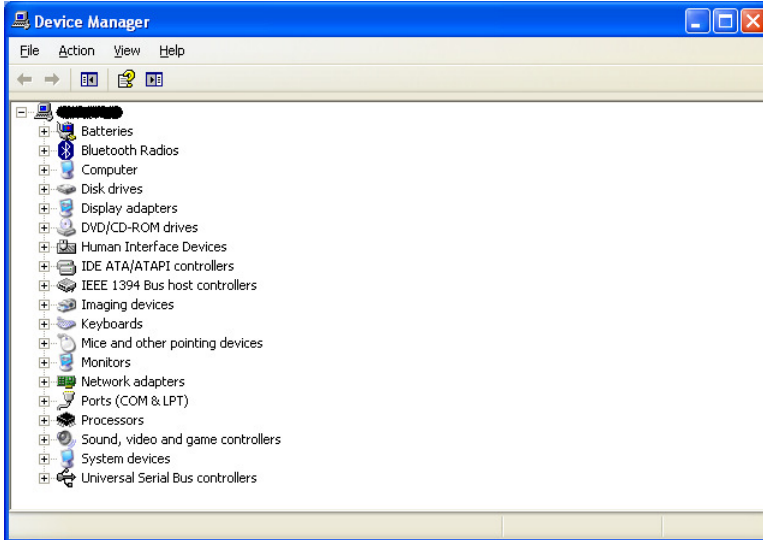 Device Manager
File Action View Help
Batteries
Bluetooth Radios
Computer
Disk drives
Display adapters
DVD/CD-ROM drives
Human Interface Devices
IDE ATA/ATAPI controllers
IEEE 1394 Bus host controllers
Imaging devices
Keyboards
Mice and other pointing devices
Monitors
Network adapters
Ports (COM & LPT)
Processors
Sound, video and game controllers
System devices
Universal Serial Bus controllers